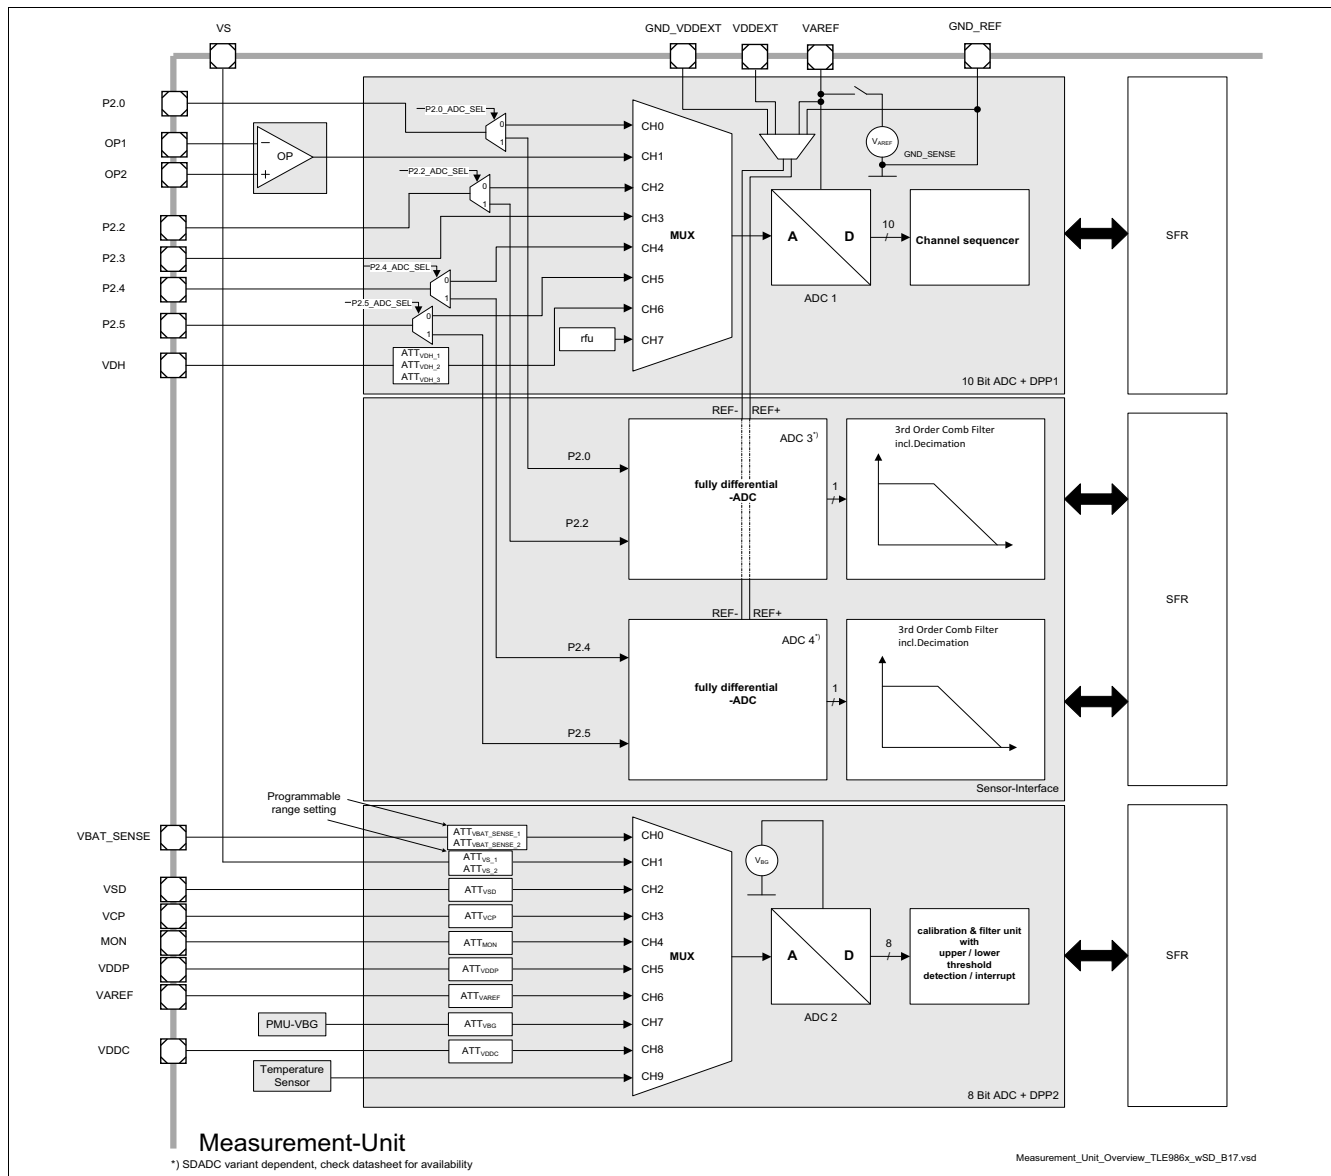 VS
GND_VDDEXT
VDDEXT
VAREF
GND_REF
P2.0
OP1
OP2
P2.2
P2.3
P2.4
P2.5
VDH
OP
P2.0_ADC_SEL
0
1
P2.2_ADC_SEL
0
1
P2.4_ADC_SEL
0
1
P2.5_ADC_SEL
0
1
ATTVDH_1
ATTVDH_2
ATTVDH_3
rfu
CH0
CH1
CH2
CH3
CH4
CH5
CH6
CH7
MUX
VAREF
GND_SENSE
A
D
ADC 1
10
Channel sequencer
SFR
10 Bit ADC + DPP1
REF-
REF+
ADC 3*)
P2.0
fully differential
-ADC
P2.2
1
3rd Order Comb Filter
incl.Decimation
SFR
REF-
REF+
ADC 4*)
P2.4
fully differential
-ADC
P2.5
1
3rd Order Comb Filter
incl.Decimation
Sensor-Interface
Programmable
range setting
VBAT_SENSE
VSD
VCP
MON
VDDP
VAREF
PMU-VBG
VDDC
Temperature
Sensor
ATTVBAT_SENSE_1
ATTVBAT_SENSE_2
ATTVS_1
ATTVS_2
ATTVSD
ATTVCP
ATTMON
ATTVDDP
ATTVAREF
ATTVBG
ATTVDDC
CH0
CH1
CH2
CH3
CH4
CH5
CH6
CH7
CH8
CH9
MUX
VBG
A
D
ADC 2
8
calibration & filter unit
with
upper / lower
threshold
detection / interrupt
SFR
8 Bit ADC + DPP2
Measurement-Unit
*) SDADC variant dependent, check datasheet for availability
Measurement_Unit_Overview_TLE986x_wSD_B17.vsd